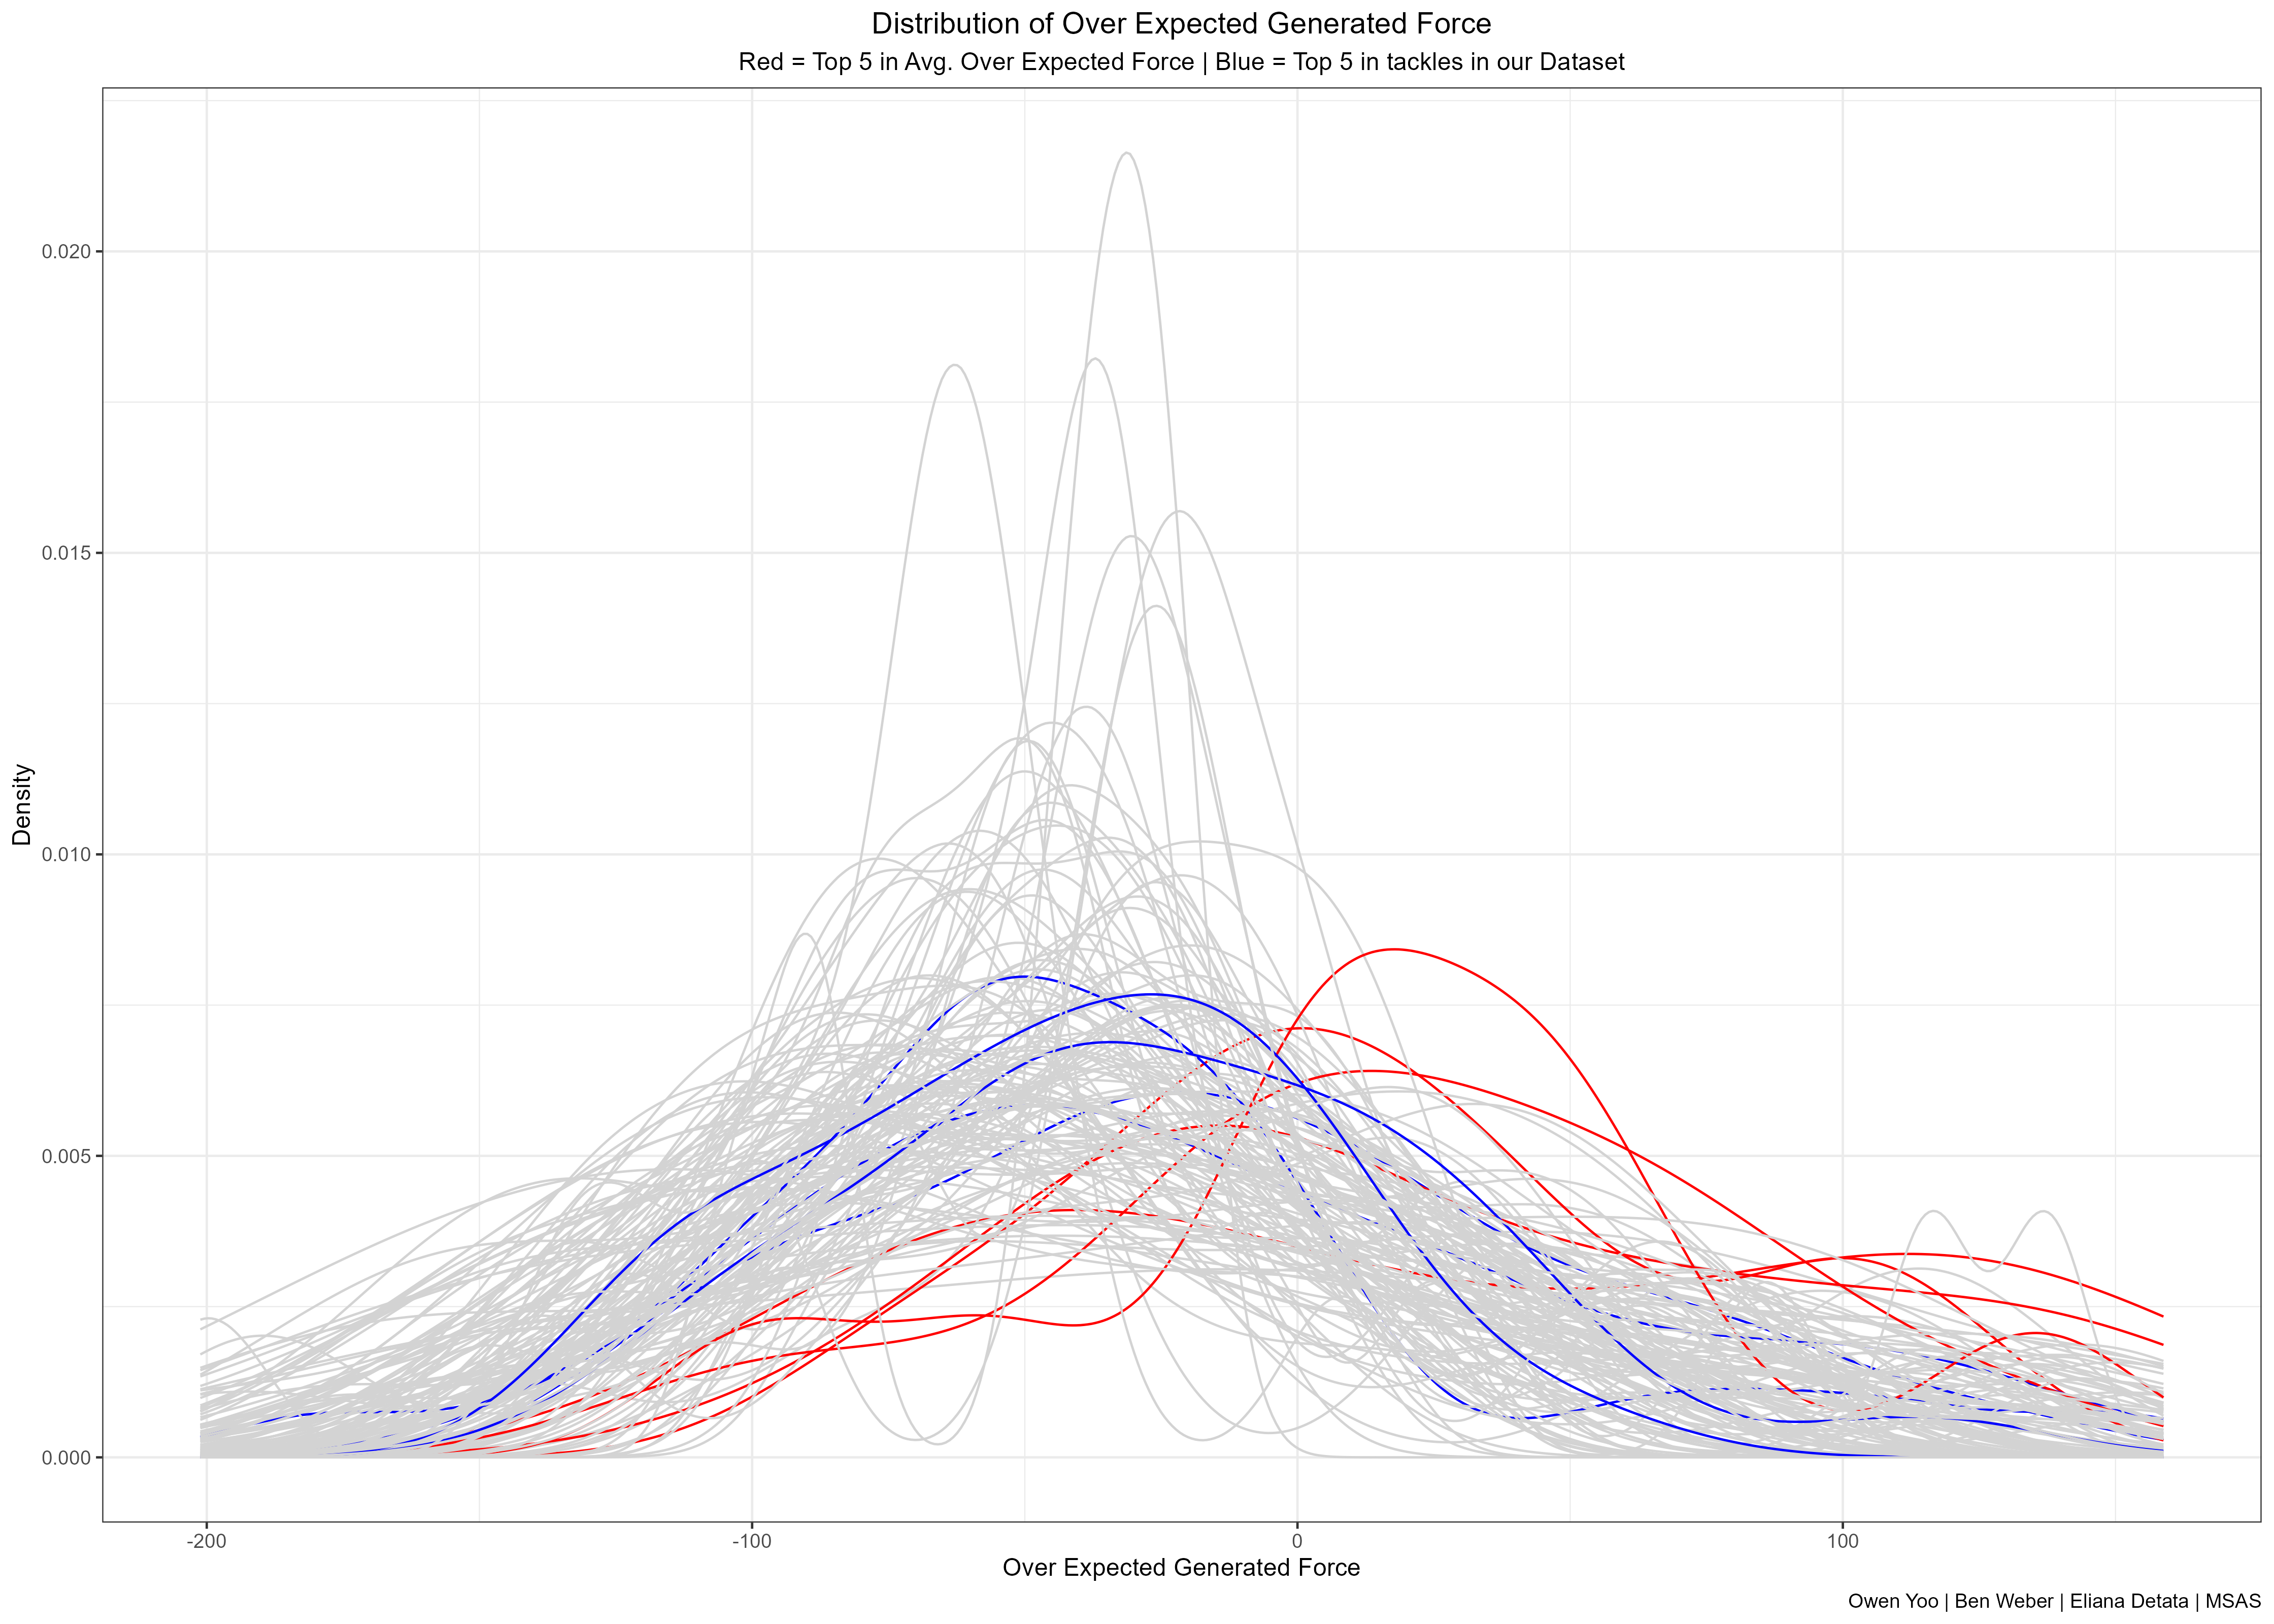 Distribution of Over Expected Generated Force
Red = Top 5 in Avg. Over Expected Force | Blue = Top 5 in tackles in our Dataset
0.020
0.015
0.010
0.005
0.000
Density
-200
-100
0
100
Over Expected Generated Force
Owen Yoo | Ben Weber | Eliana Detata | MSAS